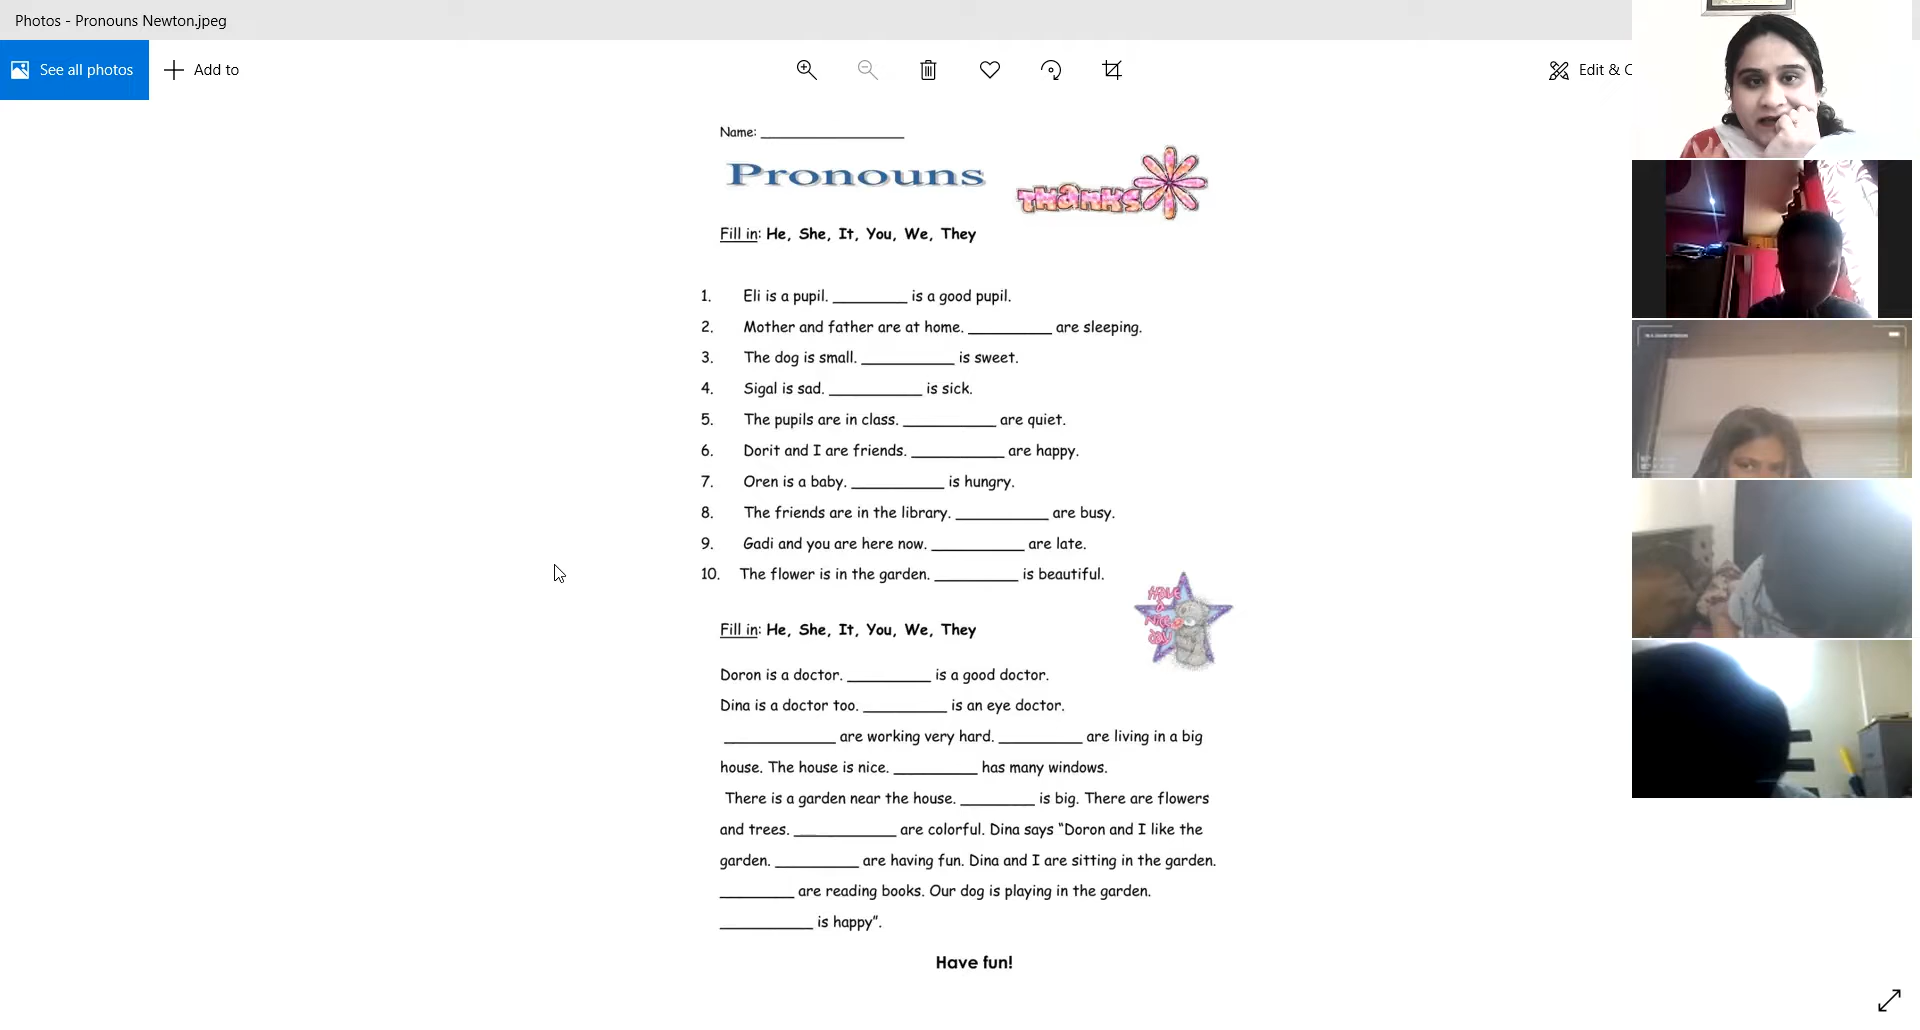 Photos - Pronouns Newton.jpeg
See all photos
Add to
Edit & C
Name: ____________________
Pronouns
THANKS
Fill in: He, She, It, You, We, They
1. Eli is a pupil. ________ is a good pupil.
2. Mother and father are at home. _________ are sleeping.
3. The dog is small. __________ is sweet.
4. Sigal is sad. __________ is sick.
5. The pupils are in class. __________ are quiet.
6. Dorit and I are friends. __________ are happy.
7. Oren is a baby. __________ is hungry.
8. The friends are in the library. __________ are busy.
9. Gadi and you are here now. __________ are late.
10. The flower is in the garden. _________ is beautiful.
Have
a
nice
day
Fill in: He, She, It, You, We, They
Doron is a doctor. _________ is a good doctor.
Dina is a doctor too. _________ is an eye doctor.
____________ are working very hard. _________ are living in a big
house. The house is nice. _________ has many windows.
There is a garden near the house. ________ is big. There are flowers
and trees. ___________ are colorful. Dina says “Doron and I like the
garden. _________ are having fun. Dina and I are sitting in the garden.
________ are reading books. Our dog is playing in the garden.
__________ is happy”.
Have fun!